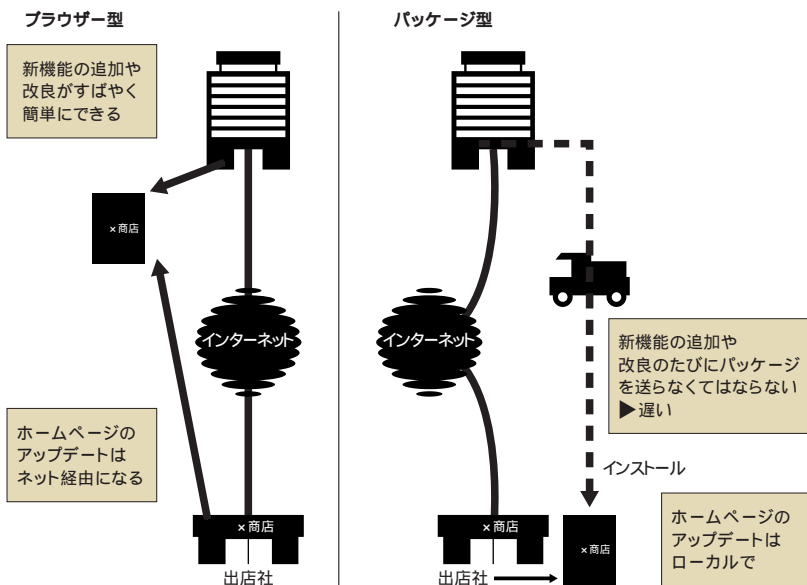 ブラウザー型
新機能の追加や
改良がすばやく
簡単にできる
×商店
インターネット
ホームページの
アップデートは
ネット経由になる
×商店
出店社
パッケージ型
インターネット
新機能の追加や
改良のたびにパッケージ
を送らなくてはならない
▶遅い
インストール
×商店
出店社
×商店
ホームページの
アップデートは
ローカルで